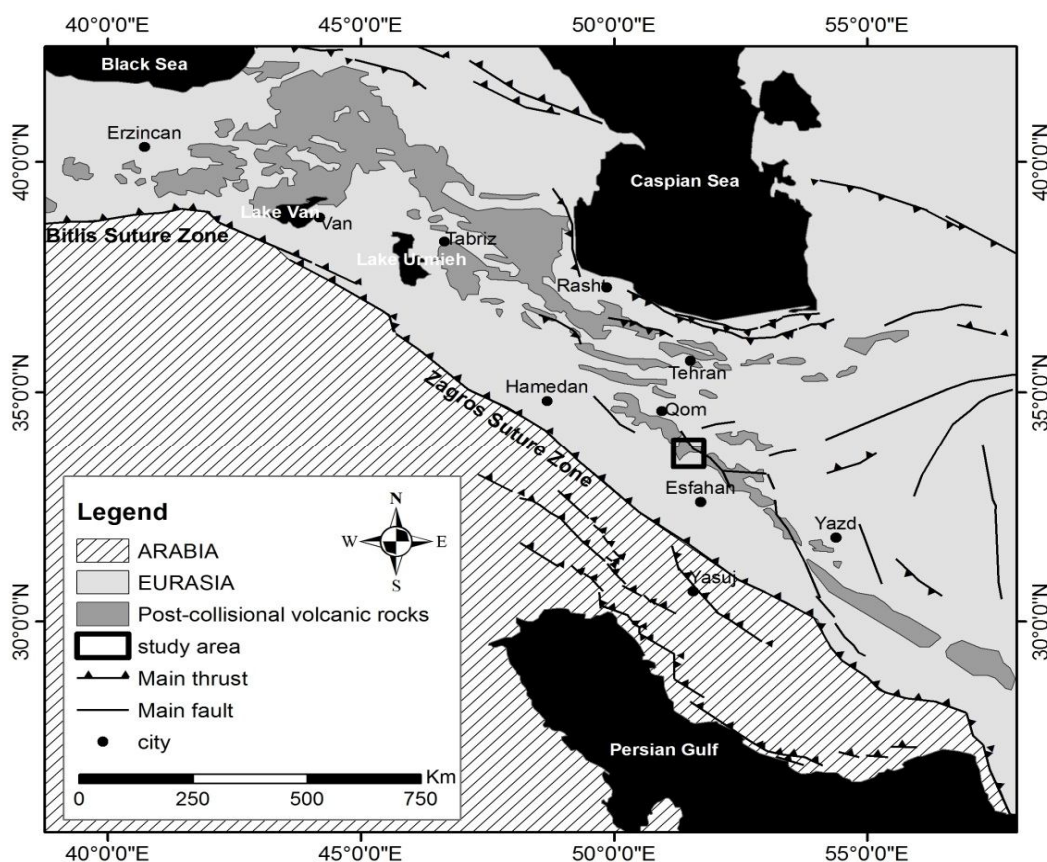 40°0'0"E 45°0'0"E 50°0'0"E 55°0'0"E
Black Sea
Erzincan
40°0'0"N
40°0'0"N
Caspian Sea
Lake Van
Van
Bitlis Suture Zone
Tabriz
Lake Urmieh
Rasht
Tehran
35°0'0"N
35°0'0"N
Hamedan
Qom
Zagros Suture Zone
Esfahan
Yazd
Yasuj
30°0'0"N
30°0'0"N
Persian Gulf
Legend
N
W E
S
ARABIA
EURASIA
Post-collisional volcanic rocks
study area
Main thrust
Main fault
city
Km
0 250 500 750
40°0'0"E 45°0'0"E 50°0'0"E 55°0'0"E